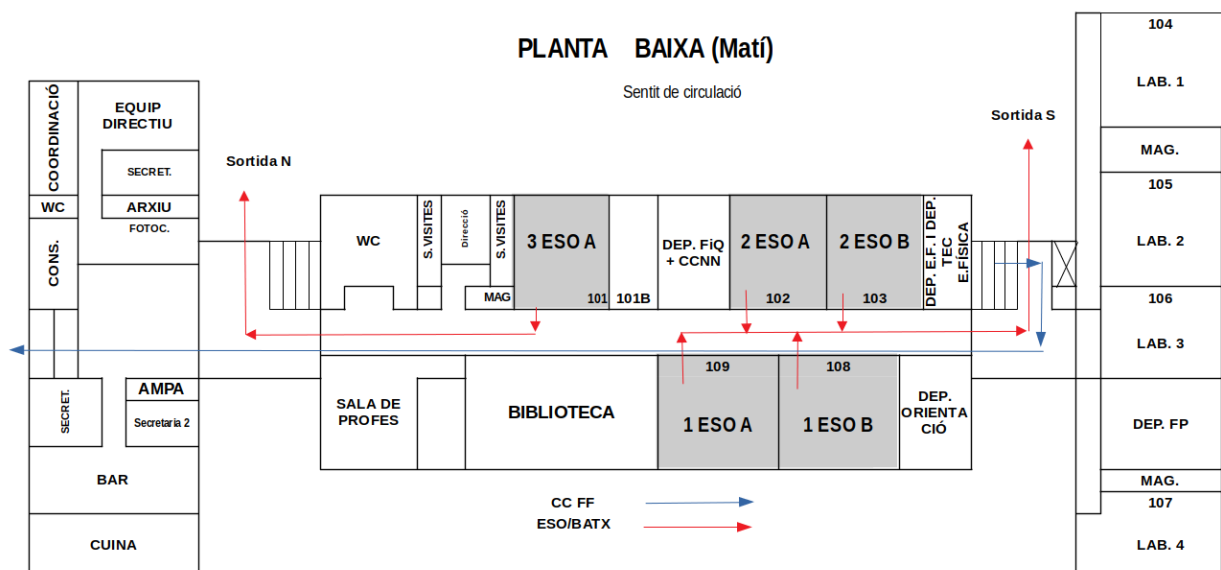 PLANTA BAIXA (Matí)
Sentit de circulació
COORDINACIÓ
EQUIP
DIRECTIU
SECRET.
WC
ARXIU
FOTOC.
CONS.
Sortida N
WC
S. VISITES
Direcció
S. VISITES
MAG
3 ESO A
101
101B
DEP. FiQ
+ CCNN
2 ESO A
102
2 ESO B
103
DEP. E.F. I DEP.
TEC
E.FÍSICA
Sortida S
104
LAB. 1
MAG.
105
LAB. 2
106
LAB. 3
SECRET.
AMPA
Secretaria 2
BAR
CUINA
SALA DE
PROFES
BIBLIOTECA
109
1 ESO A
108
1 ESO B
DEP.
ORIENTA
CIÓ
DEP. FP
MAG.
107
LAB. 4
CC FF
ESO/BATX